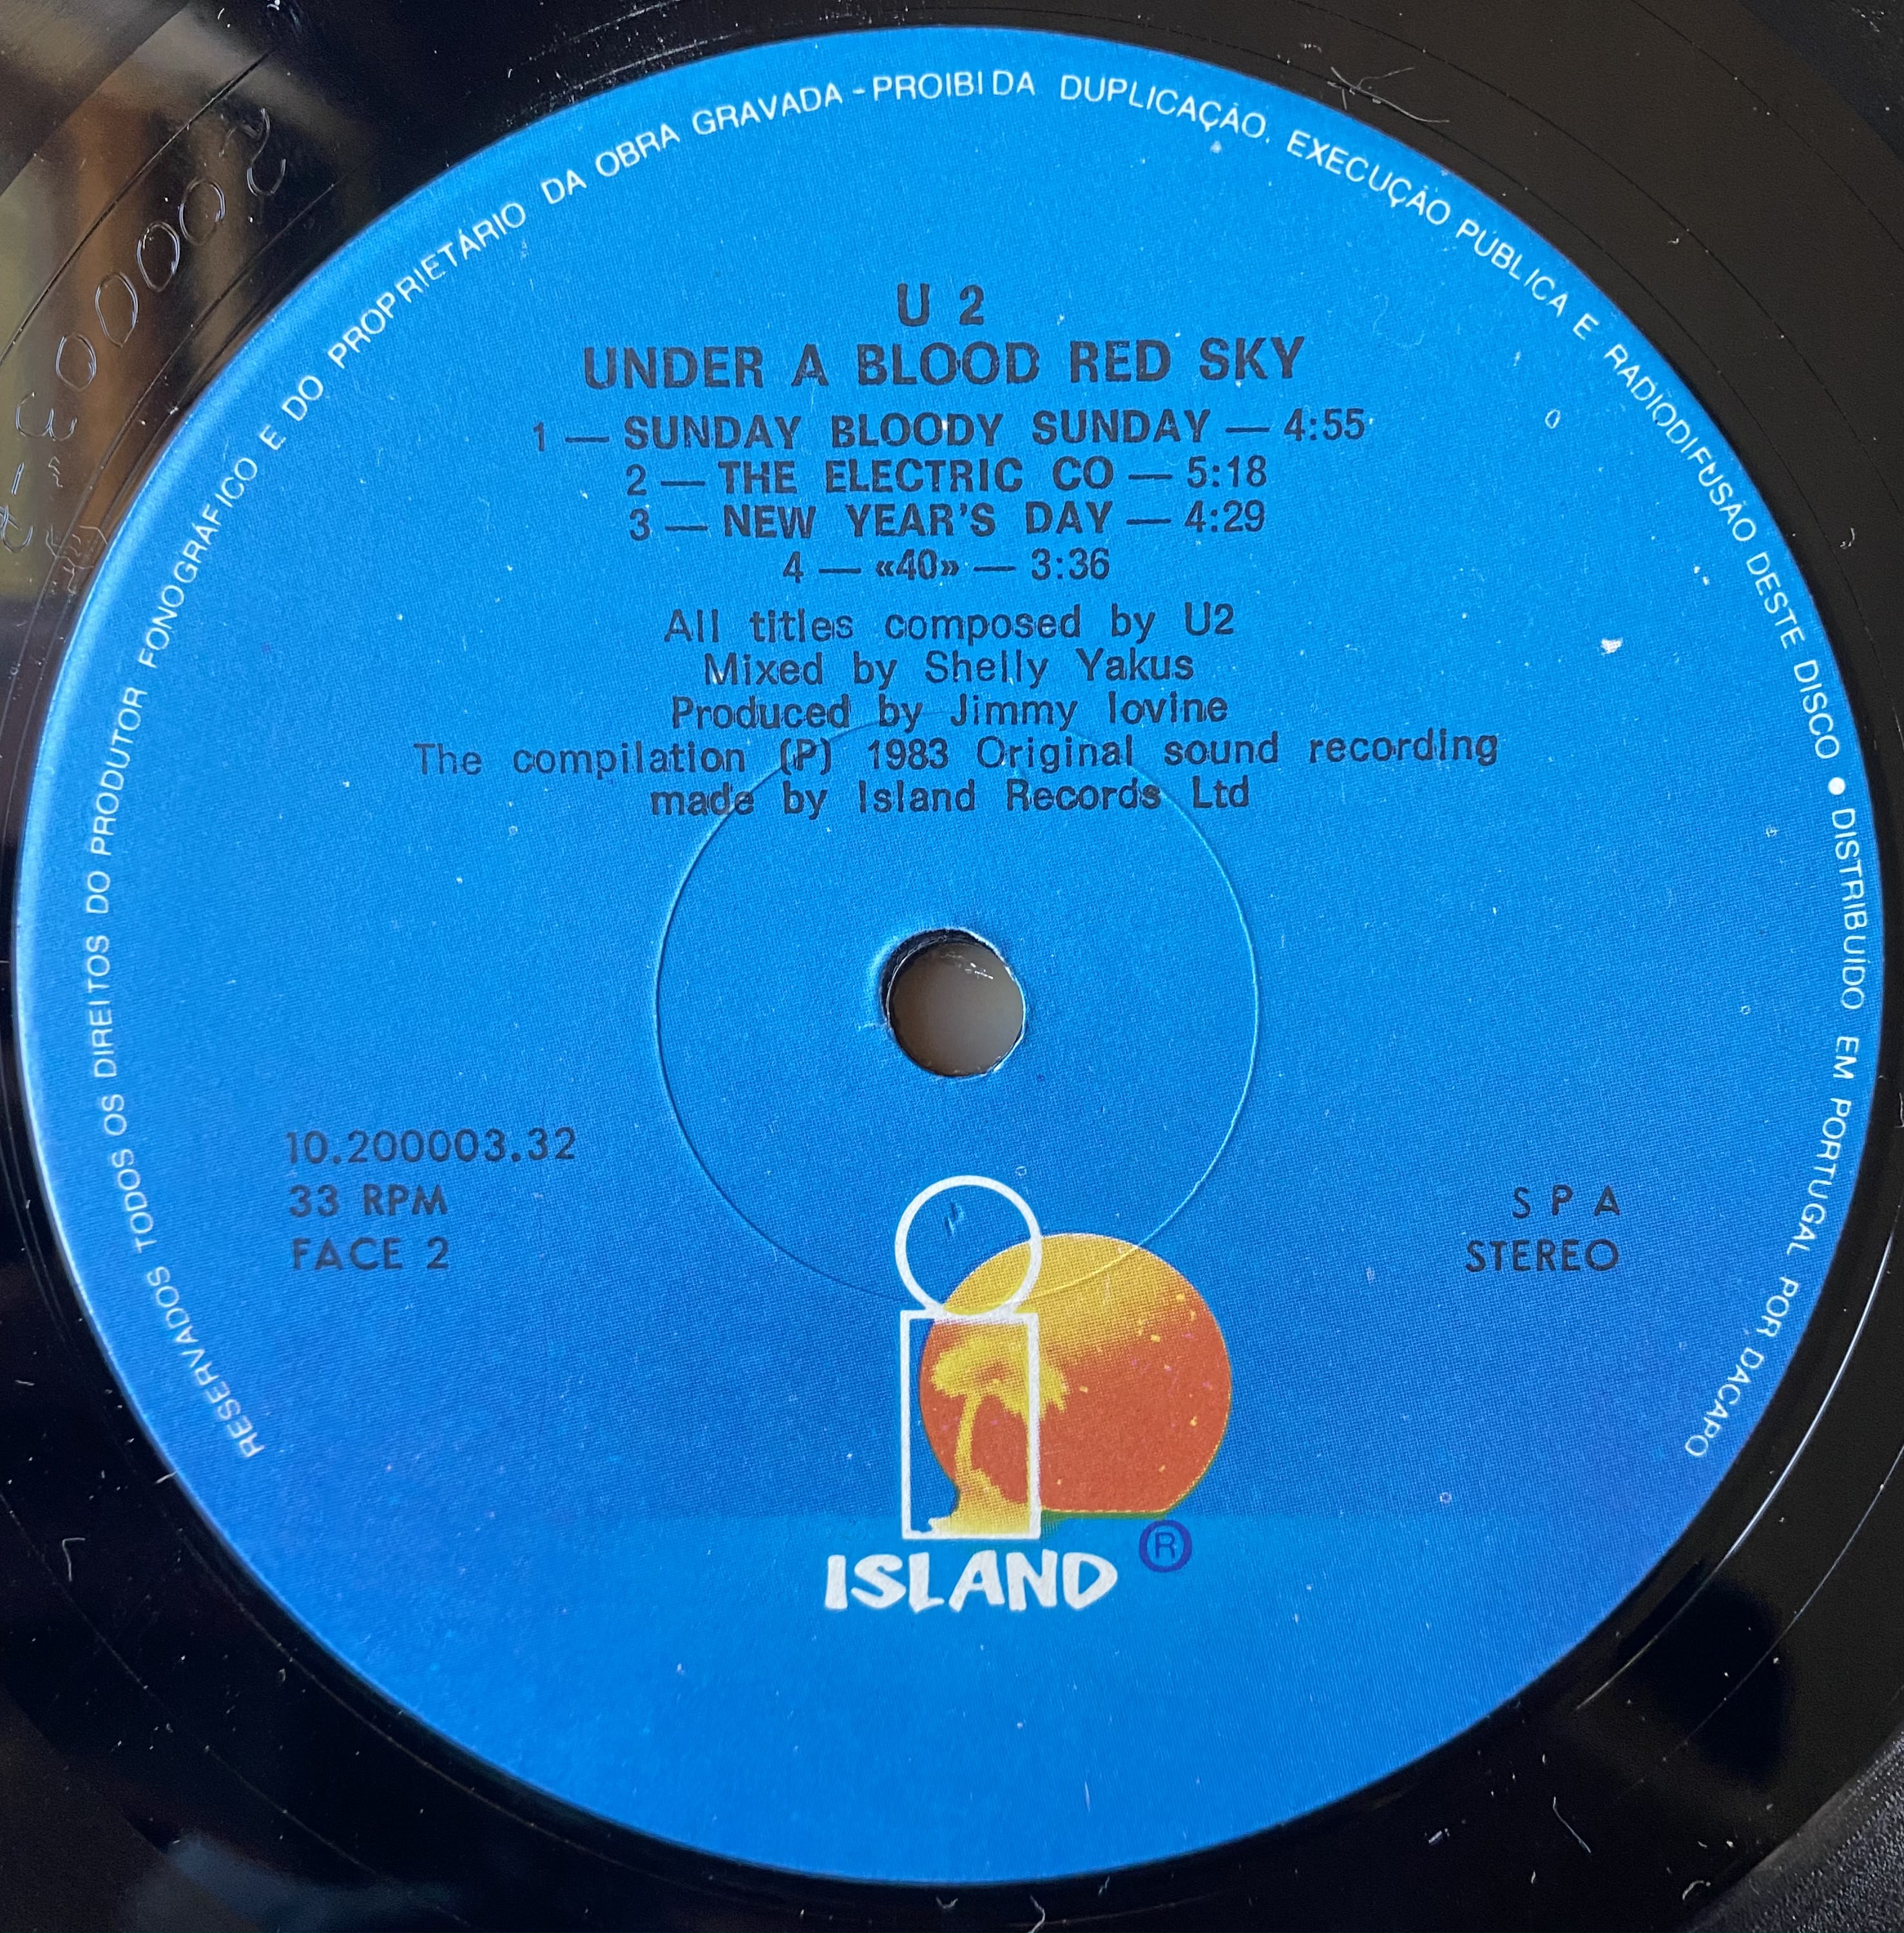 RESERVADOS TODOS OS DIREITOS DO PRODUTOR FONOGRÁFICO E DO PROPRIETÁRIO DA OBRA GRAVADA - PROIBIDA DUPLICAÇÃO. EXECUÇÃO PÚBLICA E RADIODIFUSÃO DESTE DISCO • DISTRIBUÍDO EM PORTUGAL POR DACAPO
U 2
UNDER A BLOOD RED SKY
1 — SUNDAY BLOODY SUNDAY — 4:55
2 — THE ELECTRIC CO — 5:18
3 — NEW YEAR'S DAY — 4:29
4 — «40» — 3:36
All titles composed by U2
Mixed by Shelly Yakus
Produced by Jimmy Iovine
The compilation (P) 1983 Original sound recording
made by Island Records Ltd
10.200003.32
33 RPM
FACE 2
S P A
STEREO
ISLAND ®